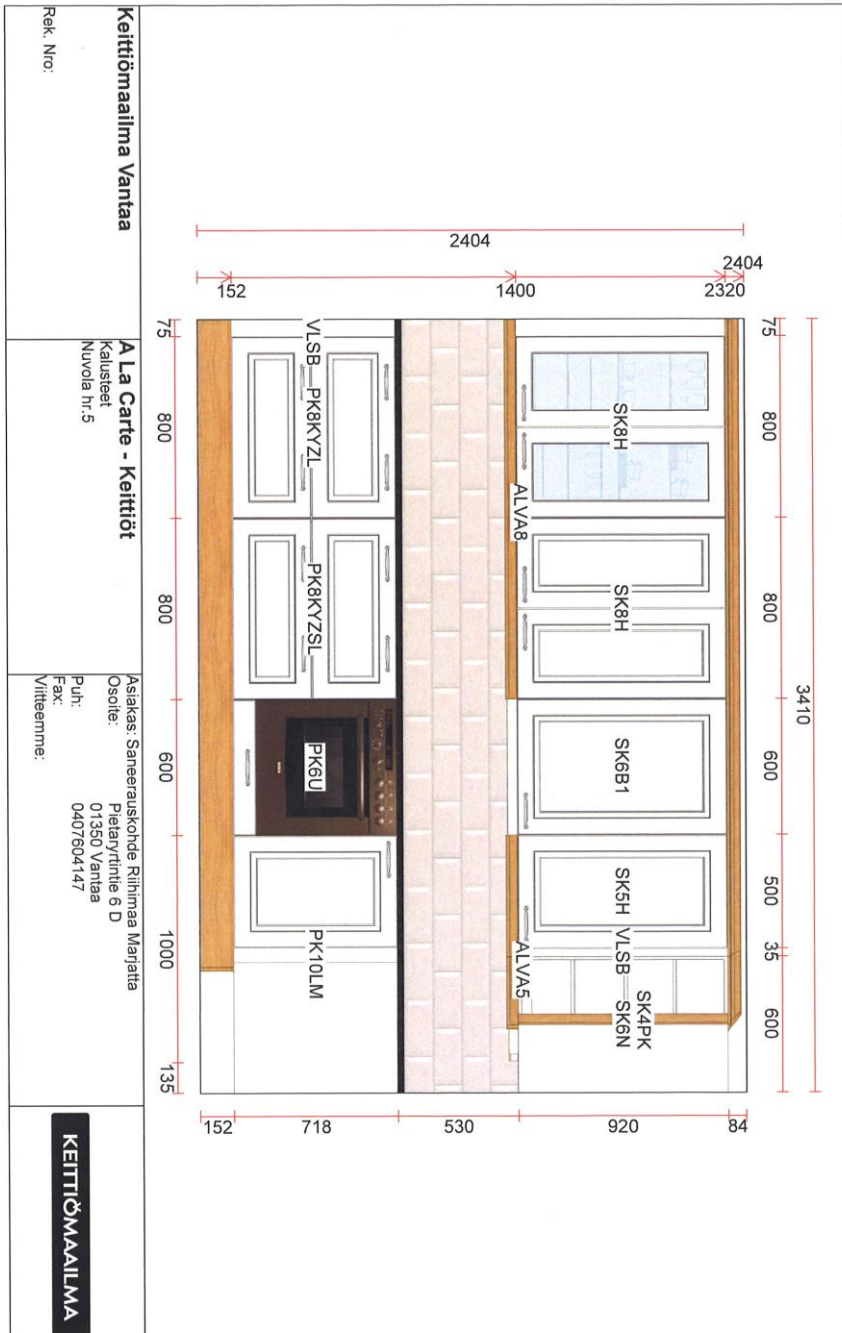 2404
2404
2320
1400
152
3410
75
800
800
600
500
35
600
SK8H
SK8H
SK6B1
SK5H
VLSB
SK4PK
SK6N
ALVA8
ALVA5
84
920
530
718
152
VLSB
PK8KYZL
PK8KYZSL
PK6U
PK10LM
75
800
800
600
1000
135
Keittiömaailma Vantaa
Rek. Nro:
A La Carte - Keittiöt
Kalusteet
Nuvola hr.5
Asiakas: Saneerauskohde Riihimaa Marjatta
Osoite: Pietaryrtintie 6 D
01350 Vantaa
Puh: 0407604147
Fax:
Viitteemme:
KEITTIÖMAAILMA